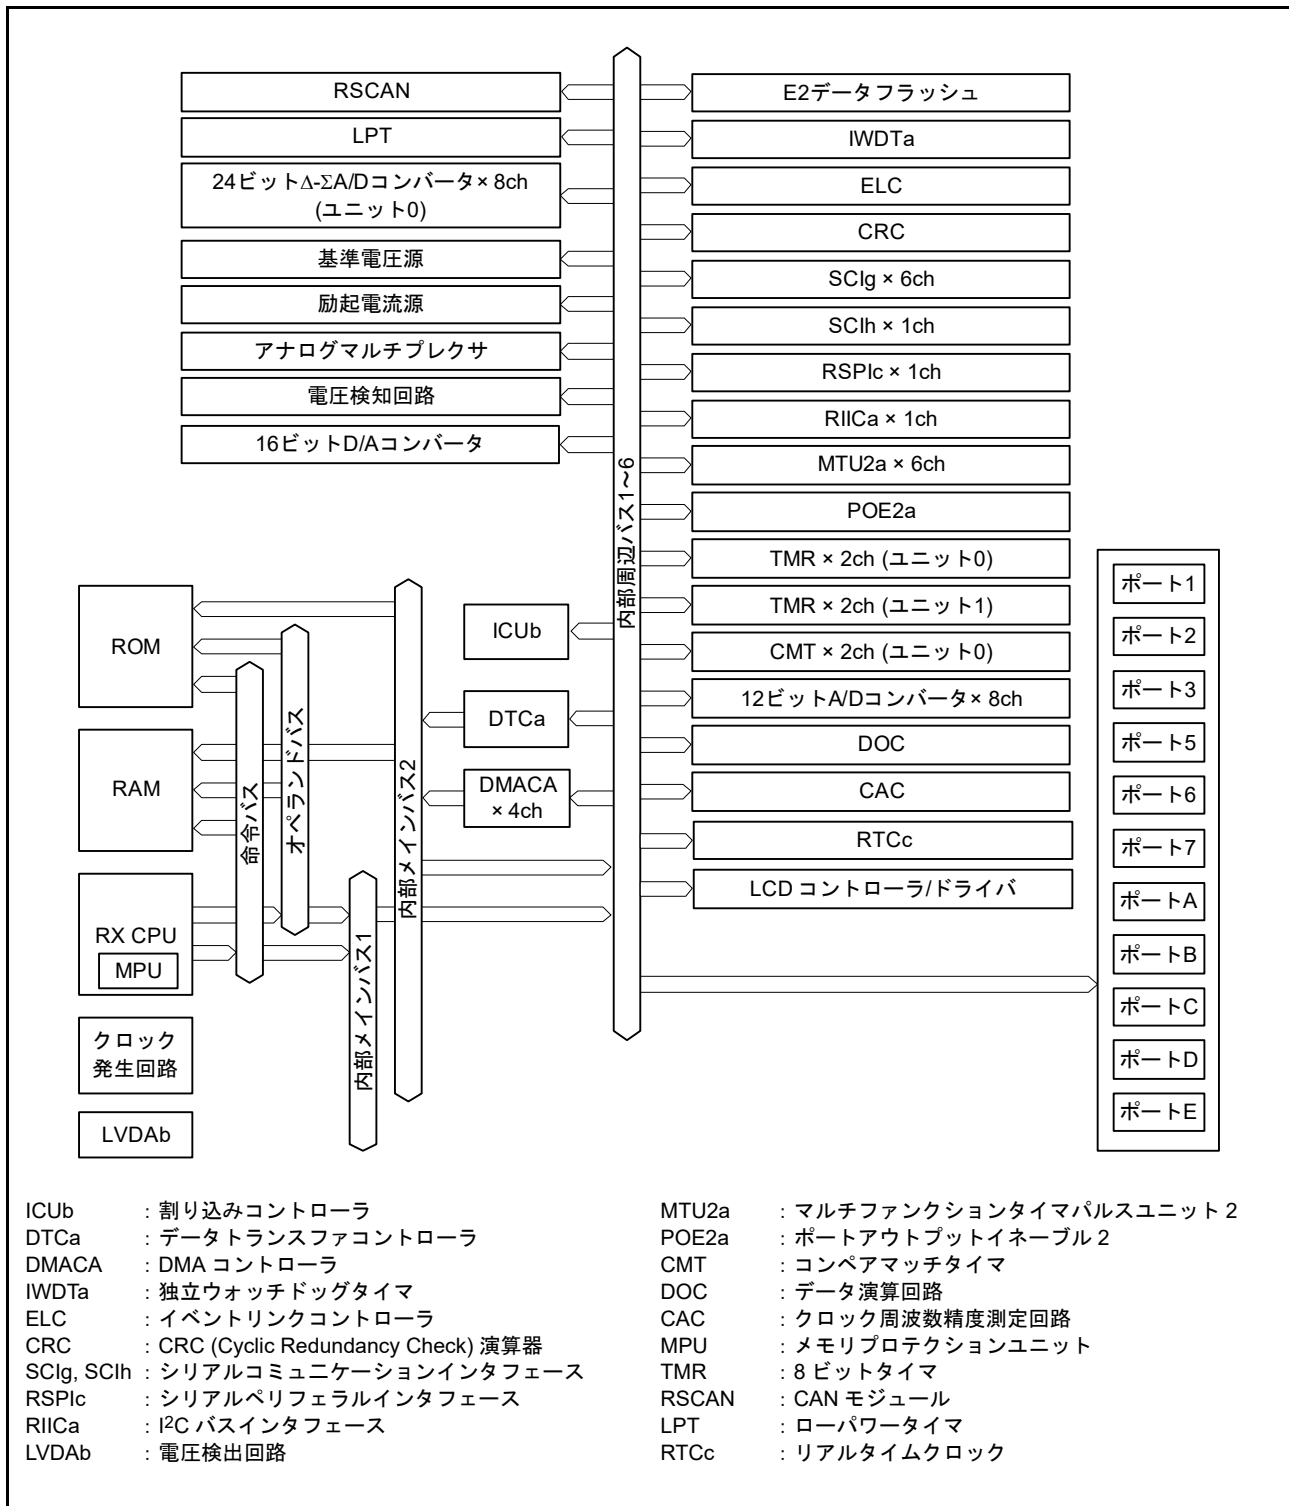 RSCAN
LPT
24ビットΔ-ΣA/Dコンバータ× 8ch
(ユニット0)
基準電圧源
励起電流源
アナログマルチプレクサ
電圧検知回路
16ビットD/Aコンバータ
内部周辺バス1～6
E2データフラッシュ
IWDTa
ELC
CRC
SCIg × 6ch
SCIh × 1ch
RSPIc × 1ch
RIICa × 1ch
MTU2a × 6ch
POE2a
TMR × 2ch (ユニット0)
TMR × 2ch (ユニット1)
CMT × 2ch (ユニット0)
12ビットA/Dコンバータ× 8ch
DOC
CAC
RTCc
LCD コントローラ/ドライバ
ROM
RAM
RX CPU
MPU
クロック
発生回路
LVDAb
命令バス
オペランドバス
内部メインバス1
内部メインバス2
ICUb
DTCa
DMACA
× 4ch
ポート1
ポート2
ポート3
ポート5
ポート6
ポート7
ポートA
ポートB
ポートC
ポートD
ポートE
ICUb : 割り込みコントローラ
DTCa : データトランスファコントローラ
DMACA : DMA コントローラ
IWDTa : 独立ウォッチドッグタイマ
ELC : イベントリンクコントローラ
CRC : CRC (Cyclic Redundancy Check) 演算器
SCIg, SCIh : シリアルコミュニケーションインタフェース
RSPIc : シリアルペリフェラルインタフェース
RIICa : I²C バスインタフェース
LVDAb : 電圧検出回路
MTU2a : マルチファンクションタイマパルスユニット 2
POE2a : ポートアウトプットイネーブル 2
CMT : コンペアマッチタイマ
DOC : データ演算回路
CAC : クロック周波数精度測定回路
MPU : メモリプロテクションユニット
TMR : 8 ビットタイマ
RSCAN : CAN モジュール
LPT : ローパワータイマ
RTCc : リアルタイムクロック